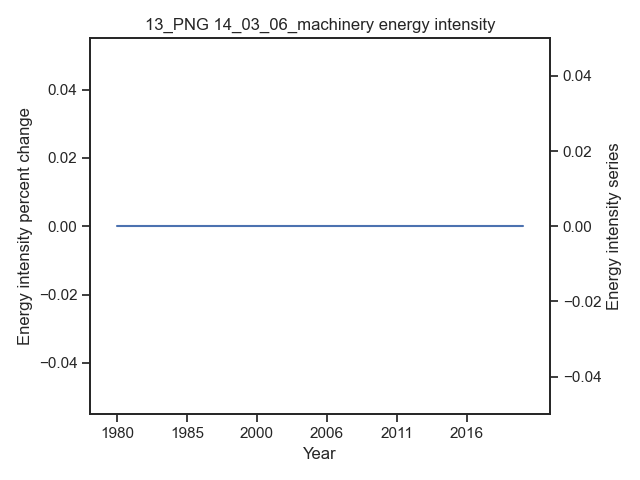 13_PNG 14_03_06_machinery energy intensity
Energy intensity percent change
0.04
0.02
0.00
−0.02
−0.04
0.04
0.02
0.00
−0.02
−0.04
Energy intensity series
1980 1985 2000 2006 2011 2016
Year